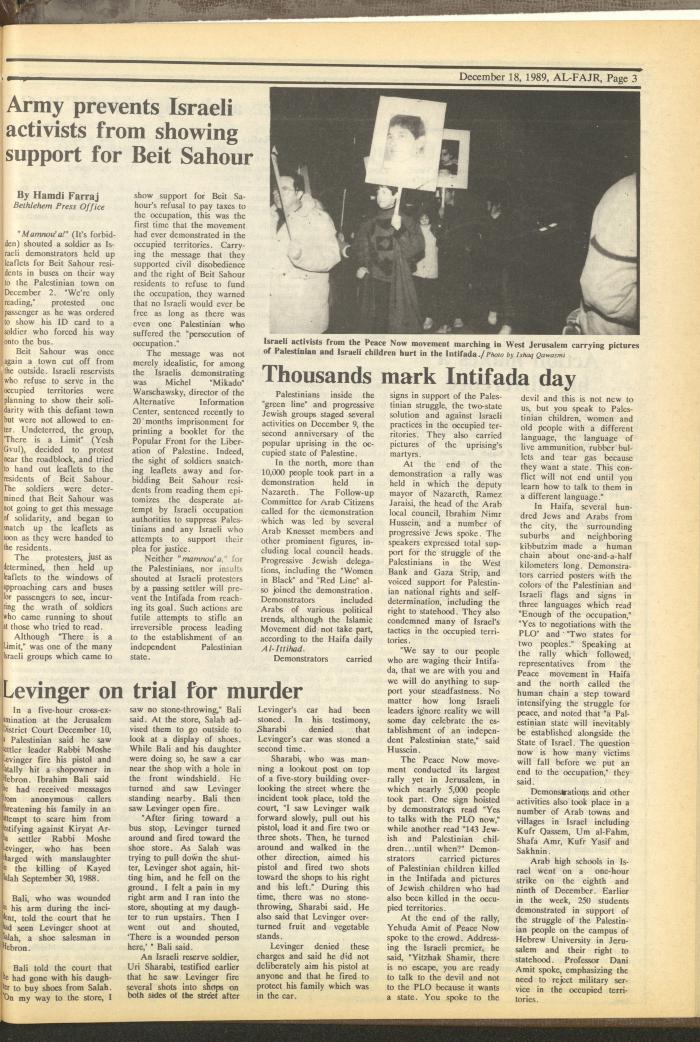 December 18, 1989, AL-FAJR, Page 3
Army prevents Israeli
activists from showing
support for Beit Sahour
By Hamdi Farraj
Bethlehem Press Office
"Mamnou'a!" (It's forbid-
den) shouted a soldier as Is-
raeli demonstrators held up
leaflets for Beit Sahour resi-
dents in buses on their way
to the Palestinian town on
December 2. "We're only
reading," protested one
passenger as he was ordered
to show his ID card to a
soldier who forced his way
onto the bus.
Beit Sahour was once
again a town cut off from
the outside. Israeli reservists
who refuse to serve in the
occupied territories were
planning to show their soli-
darity with this defiant town
but were not allowed to en-
ter. Undeterred, the group,
"There is a Limit" (Yesh
Gvul), decided to protest
near the roadblock, and tried
to hand out leaflets to the
residents of Beit Sahour.
The soldiers were deter-
mined that Beit Sahour was
not going to get this message
of solidarity, and began to
snatch up the leaflets as
soon as they were handed to
the residents.
The protesters, just as
determined, then held up
leaflets to the windows of
approaching cars and buses
for passengers to see, incur-
ring the wrath of soldiers
who came running to shout
at those who tried to read.
Although "There is a
Limit," was one of the many
Israeli groups which came to
show support for Beit Sa-
hour's refusal to pay taxes to
the occupation, this was the
first time that the movement
had ever demonstrated in the
occupied territories. Carry-
ing the message that they
supported civil disobedience
and the right of Beit Sahour
residents to refuse to fund
the occupation, they warned
that no Israeli would ever be
free as long as there was
even one Palestinian who
suffered the "persecution of
occupation."
The message was not
merely idealistic, for among
the Israelis demonstrating
was Michel "Mikado"
Warschawsky, director of the
Alternative Information
Center, sentenced recently to
20 months imprisonment for
printing a booklet for the
Popular Front for the Liber-
ation of Palestine. Indeed,
the sight of soldiers snatch-
ing leaflets away and for-
bidding Beit Sahour resi-
dents from reading them epi-
tomizes the desperate at-
tempt by Israeli occupation
authorities to suppress Pales-
tinians and any Israeli who
attempts to support their
plea for justice.
Neither "mamnou'a," for
the Palestinians, nor insults
shouted at Israeli protesters
by a passing settler will pre-
vent the Intifada from reach-
ing its goal. Such actions are
futile attempts to stifle an
irreversible process leading
to the establishment of an
independent Palestinian
state.
Israeli activists from the Peace Now movement marching in West Jerusalem carrying pictures
of Palestinian and Israeli children hurt in the Intifada./ Photo by Ishaq Qawasmi
Thousands mark Intifada day
Palestinians inside the
"green line" and progressive
Jewish groups staged several
activities on December 9, the
second anniversary of the
popular uprising in the oc-
cupied state of Palestine.
In the north, more than
10,000 people took part in a
demonstration held in
Nazareth. The Follow-up
Committee for Arab Citizens
called for the demonstration
which was led by several
Arab Knesset members and
other prominent figures, in-
cluding local council heads.
Progressive Jewish delega-
tions, including the "Women
in Black" and "Red Line" al-
so joined the demonstration.
Demonstrators included
Arabs of various political
trends, although the Islamic
Movement did not take part,
according to the Haifa daily
Al-Ittihad.
Demonstrators carried
signs in support of the Pales-
tinian struggle, the two-state
solution and against Israeli
practices in the occupied ter-
ritories. They also carried
pictures of the uprising's
martyrs.
At the end of the
demonstration a rally was
held in which the deputy
mayor of Nazareth, Ramez
Jaraisi, the head of the Arab
local council, Ibrahim Nimr
Hussein, and a number of
progressive Jews spoke. The
speakers expressed total sup-
port for the struggle of the
Palestinians in the West
Bank and Gaza Strip, and
voiced support for Palestin-
ian national rights and self-
determination, including the
right to statehood. They also
condemned many of Israel's
tactics in the occupied terri-
tories.
"We say to our people
who are waging their Intifa-
da, that we are with you and
we will do anything to sup-
port your steadfastness. No
matter how long Israeli
leaders ignore reality we will
some day celebrate the es-
tablishment of an indepen-
dent Palestinian state," said
Hussein.
The Peace Now move-
ment conducted its largest
rally yet in Jerusalem, in
which nearly 5,000 people
took part. One sign hoisted
by demonstrators read "Yes
to talks with the PLO now,"
while another read "143 Jew-
ish and Palestinian chil-
dren...until when?" Demon-
strators carried pictures
of Palestinian children killed
in the Intifada and pictures
of Jewish children who had
also been killed in the occu-
pied territories.
At the end of the rally,
Yehuda Amit of Peace Now
spoke to the crowd. Address-
ing the Israeli premier, he
said, "Yitzhak Shamir, there
is no escape, you are ready
to talk to the devil and not
to the PLO because it wants
a state. You spoke to the
devil and this is not new to
us, but you speak to Pales-
tinian children, women and
old people with a different
language, the language of
live ammunition, rubber bul-
lets and tear gas because
they want a state. This con-
flict will not end until you
learn how to talk to them in
a different language."
In Haifa, several hun-
dred Jews and Arabs from
the city, the surrounding
suburbs and neighboring
kibbutzim made a human
chain about one-and-a-half
kilometers long. Demonstra-
tors carried posters with the
colors of the Palestinian and
Israeli flags and signs in
three languages which read
"Enough of the occupation,"
"Yes to negotiations with the
PLO" and "Two states for
two peoples." Speaking at
the rally which followed,
representatives from the
Peace movement in Haifa
and the north called the
human chain a step toward
intensifying the struggle for
peace, and noted that "a Pal-
estinian state will inevitably
be established alongside the
State of Israel. The question
now is how many victims
will fall before we put an
end to the occupation," they
said.
Demonstrations and other
activities also took place in a
number of Arab towns and
villages in Israel including
Kufr Qassem, Um al-Fahm,
Shafa Amr, Kufr Yasif and
Sakhnin.
Arab high schools in Is-
rael went on a one-hour
strike on the eighth and
ninth of December. Earlier
in the week, 250 students
demonstrated in support of
the struggle of the Palestin-
ian people on the campus of
Hebrew University in Jeru-
salem and their right to
statehood. Professor Dani
Amit spoke, emphasizing the
need to reject military ser-
vice in the occupied terri-
tories.
Levinger on trial for murder
In a five-hour cross-ex-
amination at the Jerusalem
District Court December 10,
a Palestinian said he saw
settler leader Rabbi Moshe
Levinger fire his pistol and
fatally hit a shopowner in
Hebron. Ibrahim Bali said
he had received messages
from anonymous callers
threatening his family in an
attempt to scare him from
testifying against Kiryat Ar-
ba settler Rabbi Moshe
Levinger, who has been
charged with manslaughter
in the killing of Kayed
Salah September 30, 1988.
Bali, who was wounded
in his arm during the inci-
dent, told the court that he
had seen Levinger shoot at
Salah, a shoe salesman in
Hebron.
Bali told the court that
he had gone with his daugh-
ter to buy shoes from Salah.
"On my way to the store, I
saw no stone-throwing," Bali
said. At the store, Salah ad-
vised them to go outside to
look at a display of shoes.
While Bali and his daughter
were doing so, he saw a car
near the shop with a hole in
the front windshield. He
turned and saw Levinger
standing nearby. Bali then
saw Levinger open fire.
"After firing toward a
bus stop, Levinger turned
around and fired toward the
shoe store. As Salah was
trying to pull down the shut-
ter, Levinger shot again, hit-
ting him, and he fell on the
ground. I felt a pain in my
right arm and I ran into the
store, shouting at my daugh-
ter to run upstairs. Then I
went out and shouted,
'There is a wounded person
here,' " Bali said.
An Israeli reserve soldier,
Uri Sharabi, testified earlier
that he saw Levinger fire
several shots into shops on
both sides of the street after
Levinger's car had been
stoned. In his testimony,
Sharabi denied that
Levinger's car was stoned a
second time.
Sharabi, who was man-
ning a lookout post on top
of a five-story building over-
looking the street where the
incident took place, told the
court, "I saw Levinger walk
forward slowly, pull out his
pistol, load it and fire two or
three shots. Then, he turned
around and walked in the
other direction, aimed his
pistol and fired two shots
toward the shops to his right
and his left." During this
time, there was no stone-
throwing, Sharabi said. He
also said that Levinger over-
turned fruit and vegetable
stands.
Levinger denied these
charges and said he did not
deliberately aim his pistol at
anyone and that he fired to
protect his family which was
in the car.